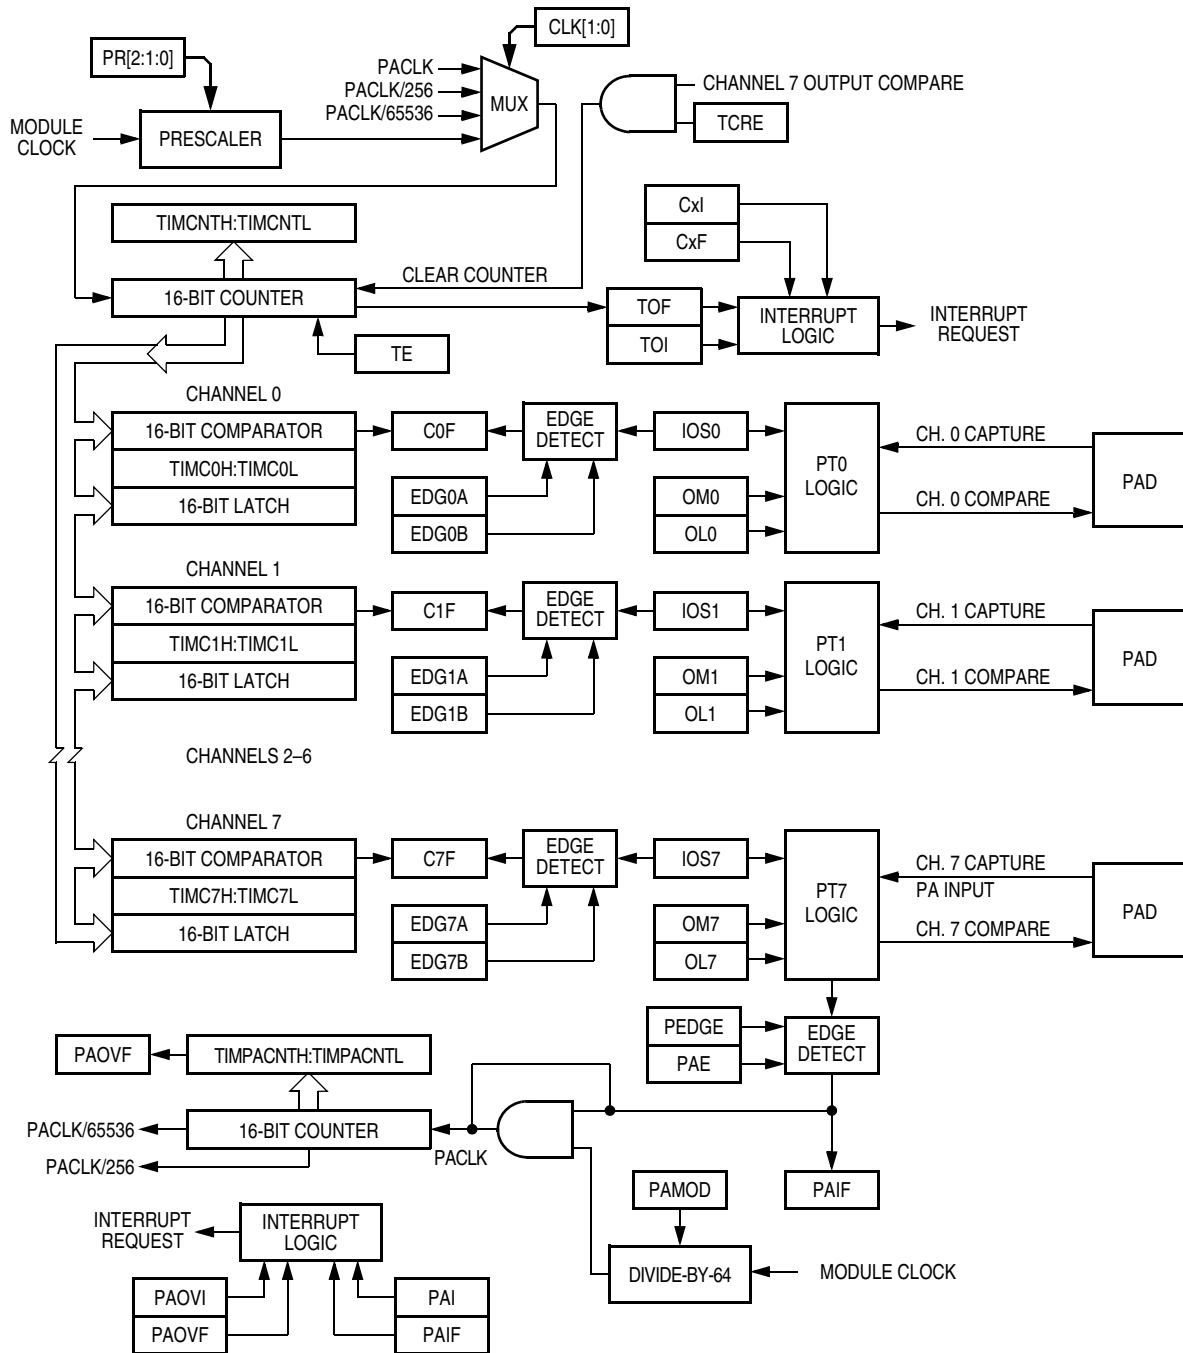 CLK[1:0]
PR[2:1:0]
PACLK
PACLK/256
PACLK/65536
MUX
CHANNEL 7 OUTPUT COMPARE
TCRE
MODULE
CLOCK
PRESCALER
TIMCNTH:TIMCNTL
CxI
CxF
CLEAR COUNTER
16-BIT COUNTER
TOF
TOI
INTERRUPT
LOGIC
INTERRUPT
REQUEST
TE
CHANNEL 0
16-BIT COMPARATOR
TIMC0H:TIMC0L
16-BIT LATCH
C0F
EDGE
DETECT
IOS0
EDG0A
EDG0B
OM0
OL0
PT0
LOGIC
CH. 0 CAPTURE
CH. 0 COMPARE
PAD
CHANNEL 1
16-BIT COMPARATOR
TIMC1H:TIMC1L
16-BIT LATCH
C1F
EDGE
DETECT
IOS1
EDG1A
EDG1B
OM1
OL1
PT1
LOGIC
CH. 1 CAPTURE
CH. 1 COMPARE
PAD
CHANNELS 2–6
CHANNEL 7
16-BIT COMPARATOR
TIMC7H:TIMC7L
16-BIT LATCH
C7F
EDGE
DETECT
IOS7
EDG7A
EDG7B
OM7
OL7
PT7
LOGIC
CH. 7 CAPTURE
PA INPUT
CH. 7 COMPARE
PAD
PEDGE
PAE
EDGE
DETECT
PAOVF
TIMPACNTH:TIMPACNTL
16-BIT COUNTER
PACLK/65536
PACLK/256
PACLK
PAMOD
PAIF
INTERRUPT
REQUEST
INTERRUPT
LOGIC
DIVIDE-BY-64
MODULE CLOCK
PAOVI
PAOVF
PAI
PAIF